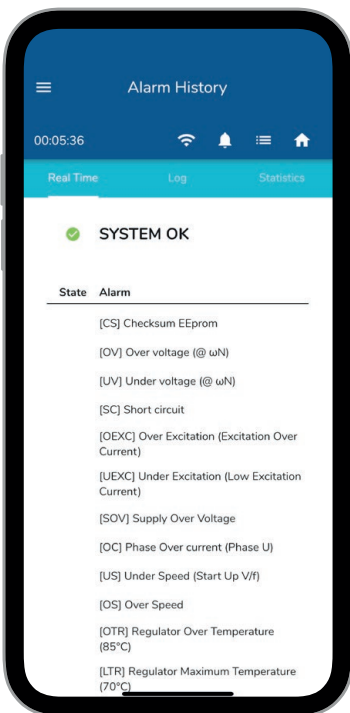 Alarm History
00:05:36
Real Time Log Statistics
SYSTEM OK
State Alarm
[CS] Checksum EEprom
[OV] Over voltage (@ ωN)
[UV] Under voltage (@ ωN)
[SC] Short circuit
[OEXC] Over Excitation (Excitation Over
Current)
[UEXC] Under Excitation (Low Excitation
Current)
[SOV] Supply Over Voltage
[OC] Phase Over current (Phase U)
[US] Under Speed (Start Up V/f)
[OS] Over Speed
[OTR] Regulator Over Temperature
(85°C)
[LTR] Regulator Maximum Temperature
(70°C)